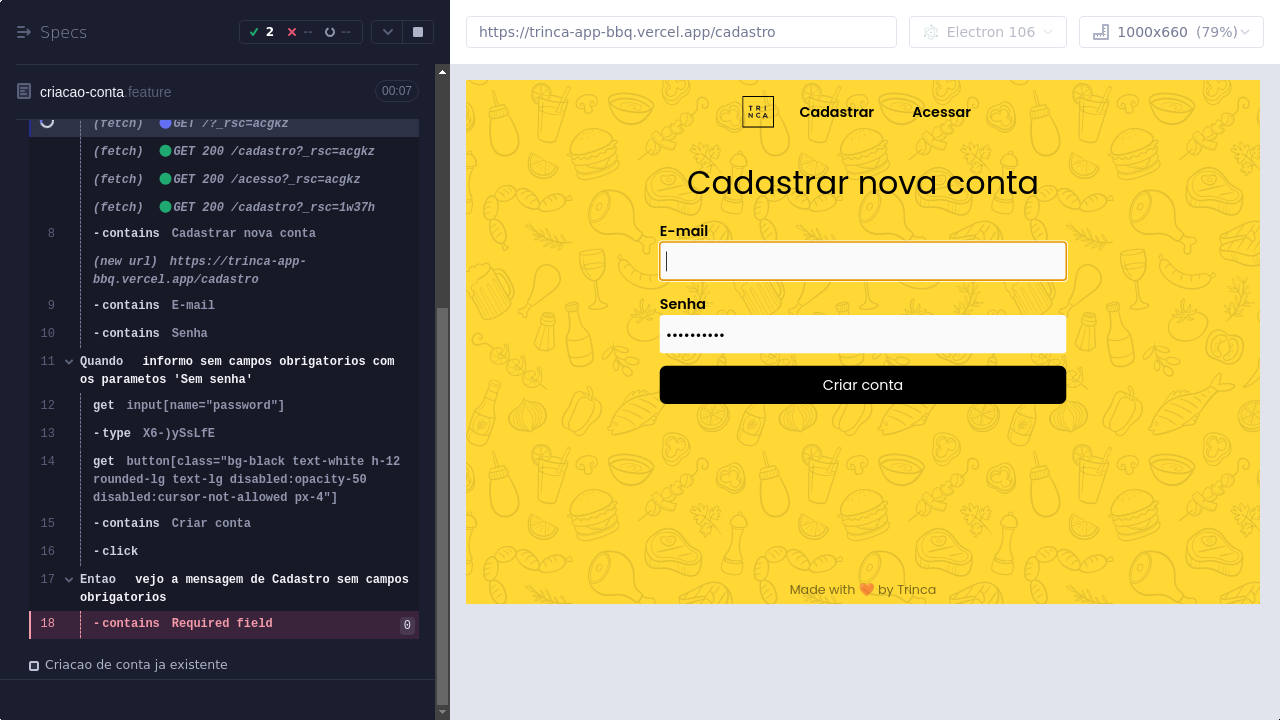 Specs
2 -- --
criacao-conta.feature 00:07
(fetch) GET /?_rsc=acgkz
(fetch) GET 200 /cadastro?_rsc=acgkz
(fetch) GET 200 /acesso?_rsc=acgkz
(fetch) GET 200 /cadastro?_rsc=1w37h
8 -contains Cadastrar nova conta
(new url) https://trinca-app-
bbq.vercel.app/cadastro
9 -contains E-mail
10 -contains Senha
11 Quando informo sem campos obrigatorios com
os parametos 'Sem senha'
12 get input[name="password"]
13 -type X6-)ySsLfE
14 get button[class="bg-black text-white h-12
rounded-lg text-lg disabled:opacity-50
disabled:cursor-not-allowed px-4"]
15 -contains Criar conta
16 -click
17 Entao vejo a mensagem de Cadastro sem campos
obrigatorios
18 -contains Required field 0
Criacao de conta ja existente
https://trinca-app-bbq.vercel.app/cadastro
Electron 106
1000x660 (79%)
TRI
NCA
Cadastrar Acessar
Cadastrar nova conta
E-mail
Senha
••••••••••
Criar conta
Made with 🧡 by Trinca